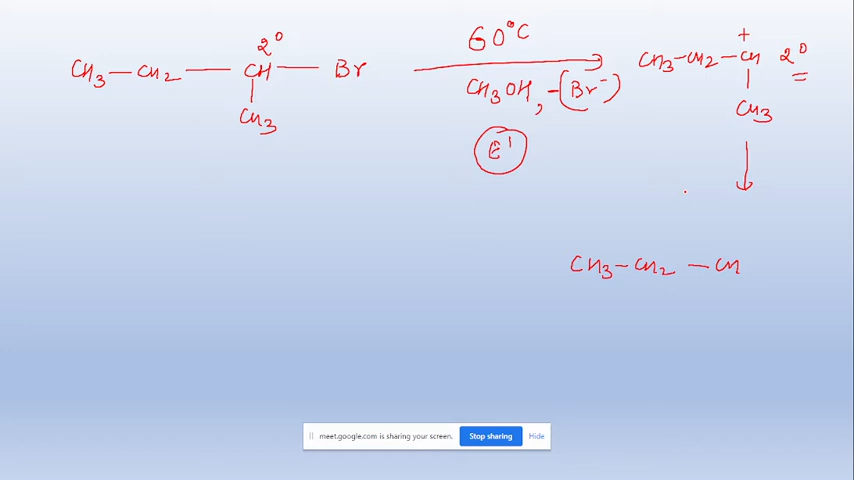 CH3 — CH2 — CH — Br
2°
CH3
60°C
CH3OH, -(Br⁻)
E1
CH3 — CH2 — CH
+
2°
CH3
CH3 — CH2 — CH
meet.google.com is sharing your screen. Stop sharing Hide